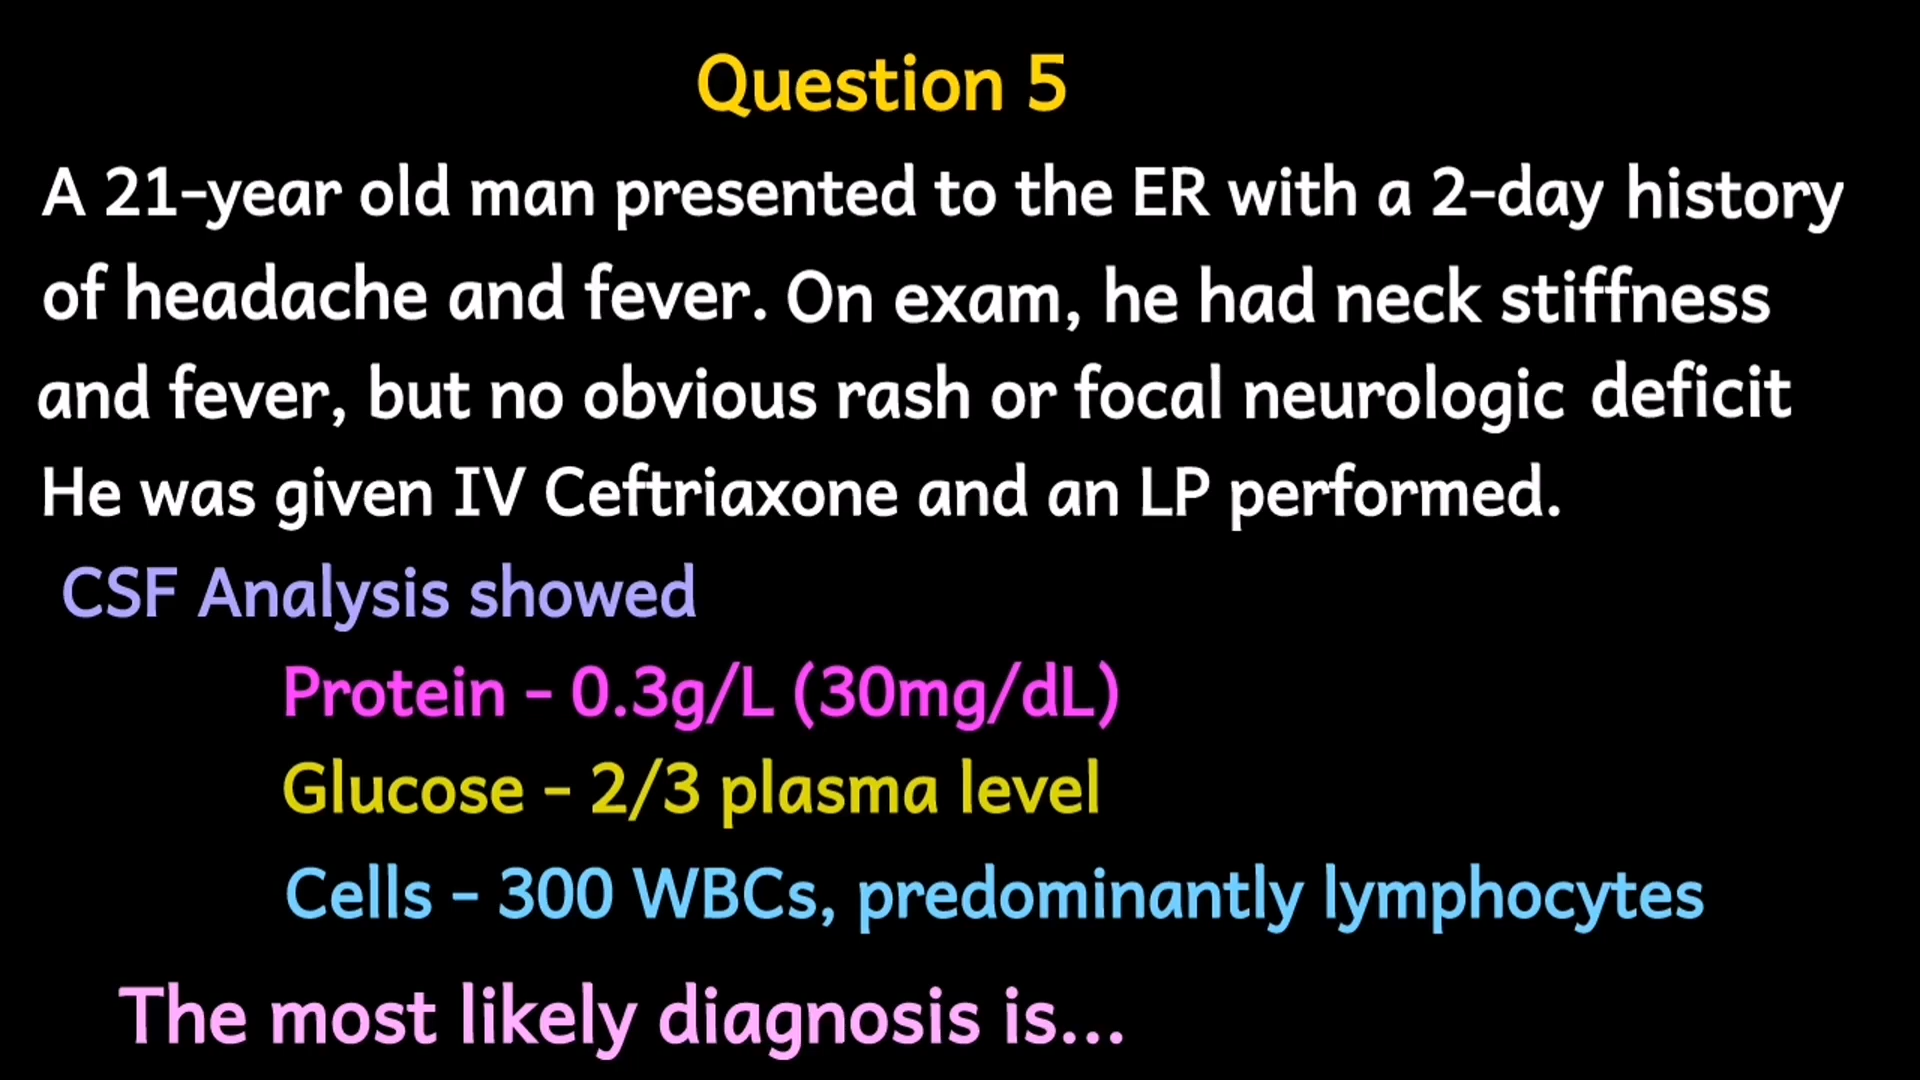 Question 5
A 21-year old man presented to the ER with a 2-day history
of headache and fever. On exam, he had neck stiffness
and fever, but no obvious rash or focal neurologic deficit
He was given IV Ceftriaxone and an LP performed.
CSF Analysis showed
Protein - 0.3g/L (30mg/dL)
Glucose - 2/3 plasma level
Cells - 300 WBCs, predominantly lymphocytes
The most likely diagnosis is...